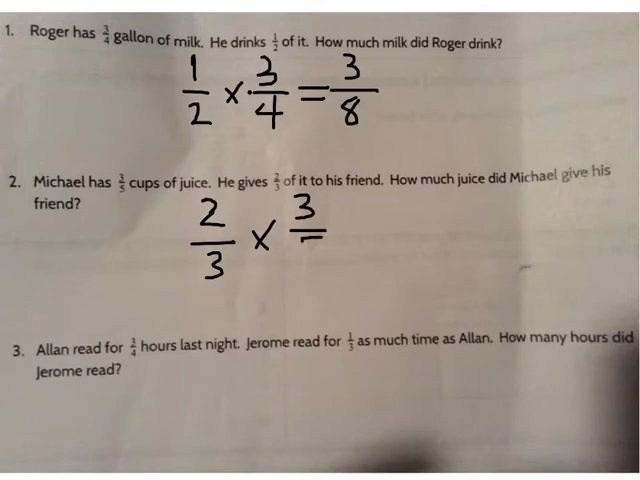 1. Roger has 3/4 gallon of milk. He drinks 1/2 of it. How much milk did Roger drink?
1/2 × 3/4 = 3/8
2. Michael has 3/5 cups of juice. He gives 2/3 of it to his friend. How much juice did Michael give his
friend?
2/3 × 3/
3. Allan read for 3/4 hours last night. Jerome read for 1/3 as much time as Allan. How many hours did
Jerome read?